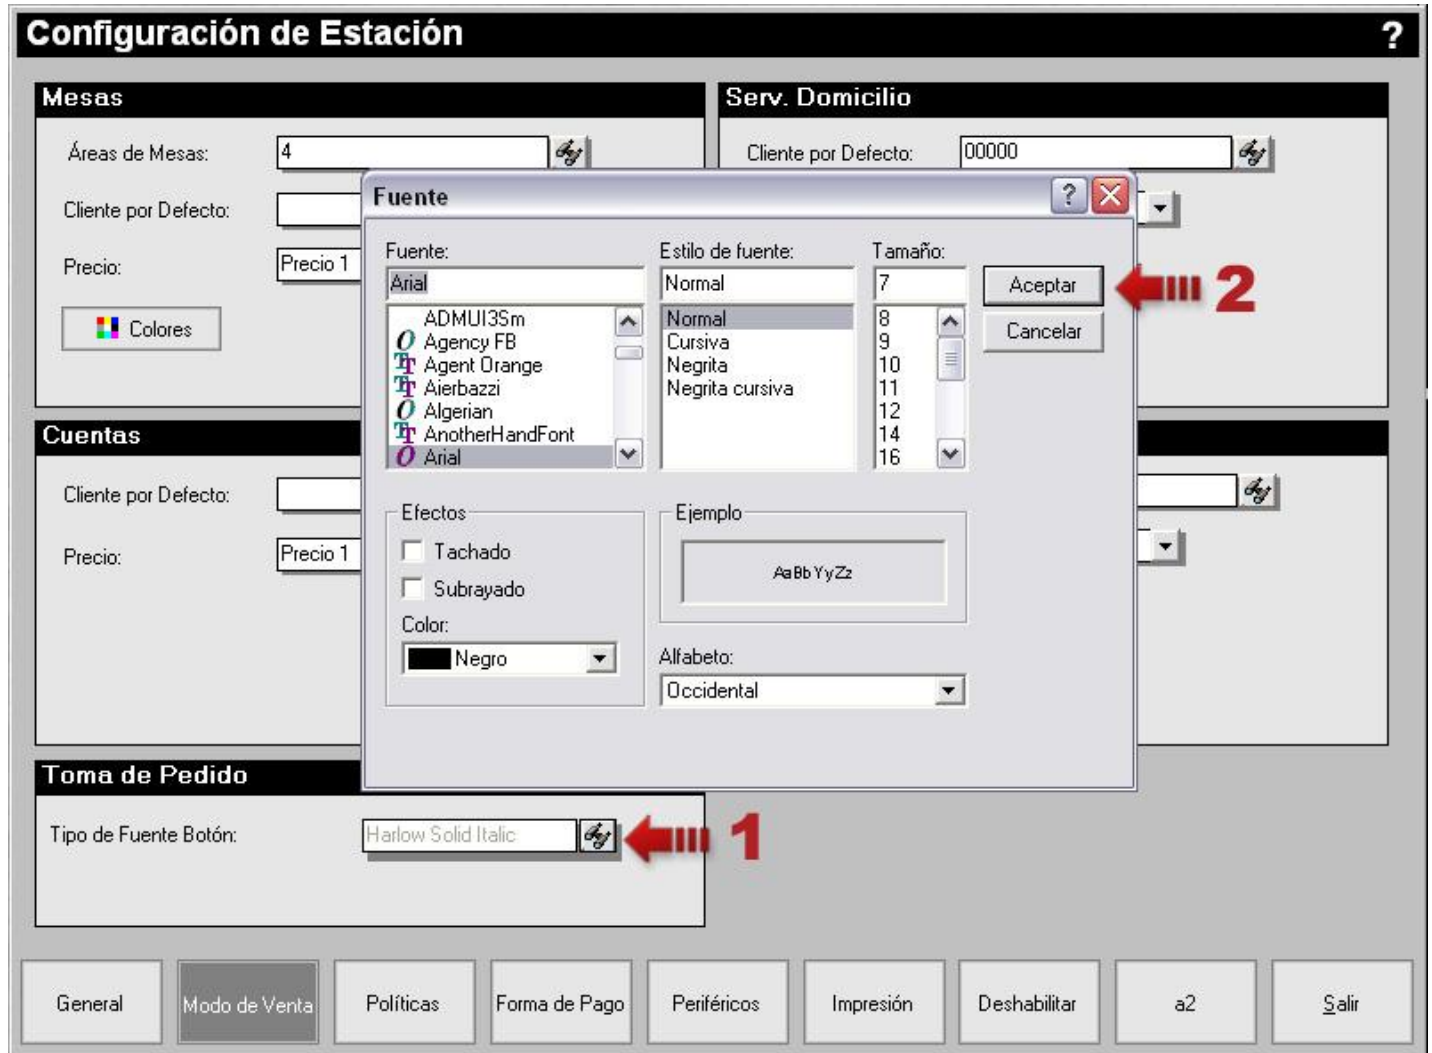 Configuración de Estación
?
Mesas
Áreas de Mesas:
4
Cliente por Defecto:
Precio:
Precio 1
Colores
Serv. Domicilio
Cliente por Defecto:
00000
Cuentas
Cliente por Defecto:
Precio:
Precio 1
Toma de Pedido
Tipo de Fuente Botón:
Harlow Solid Italic
1
Fuente
?
Fuente:
Arial
ADMUI3Sm
Agency FB
Agent Orange
Aierbazzi
Algerian
AnotherHandFont
Arial
Estilo de fuente:
Normal
Normal
Cursiva
Negrita
Negrita cursiva
Tamaño:
7
8
9
10
11
12
14
16
Aceptar
2
Cancelar
Efectos
Tachado
Subrayado
Color:
Negro
Ejemplo
AaBbYyZz
Alfabeto:
Occidental
General
Modo de Venta
Políticas
Forma de Pago
Periféricos
Impresión
Deshabilitar
a2
Salir